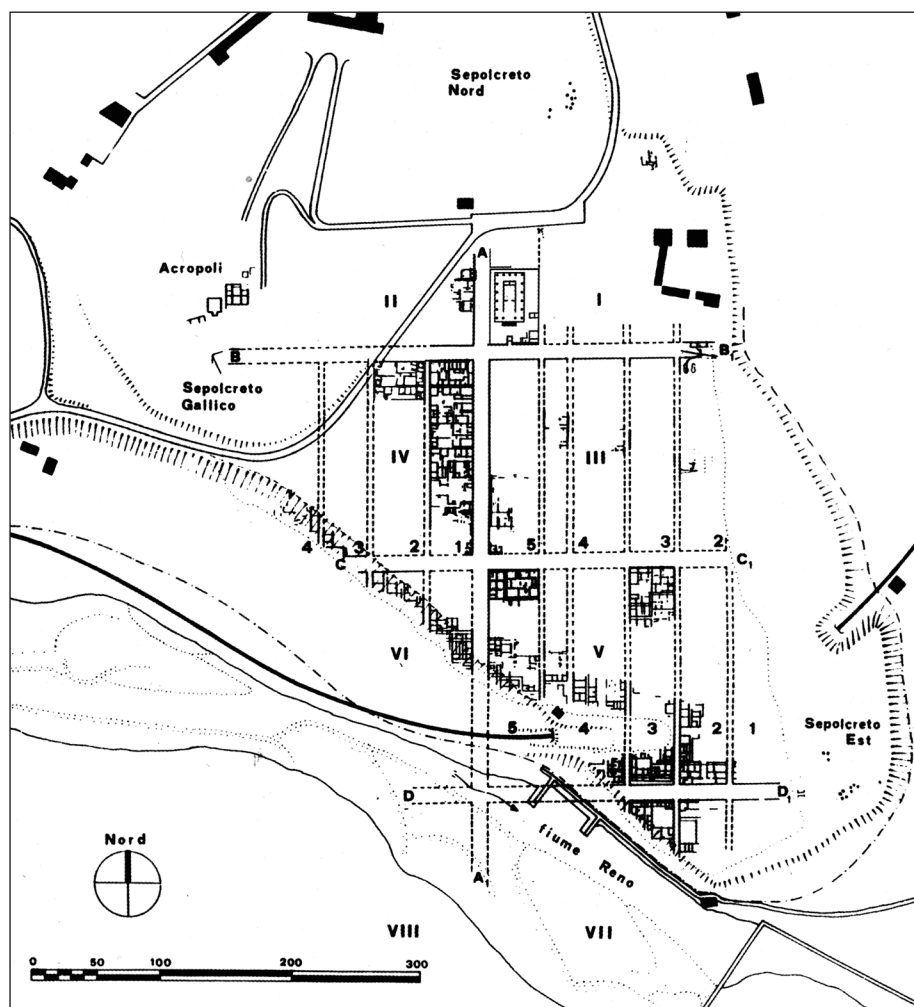 Sepolcreto
Nord
A
Acropoli
II
I
B
B₁
6
Sepolcreto
Gallico
IV
III
4 3 2 1 5 4 3 2
C
C₁
VI
V
5 4 3 2 1
Sepolcreto
Est
D
D₁
fiume Reno
Nord
A
VIII
VII
0 50 100 200 300